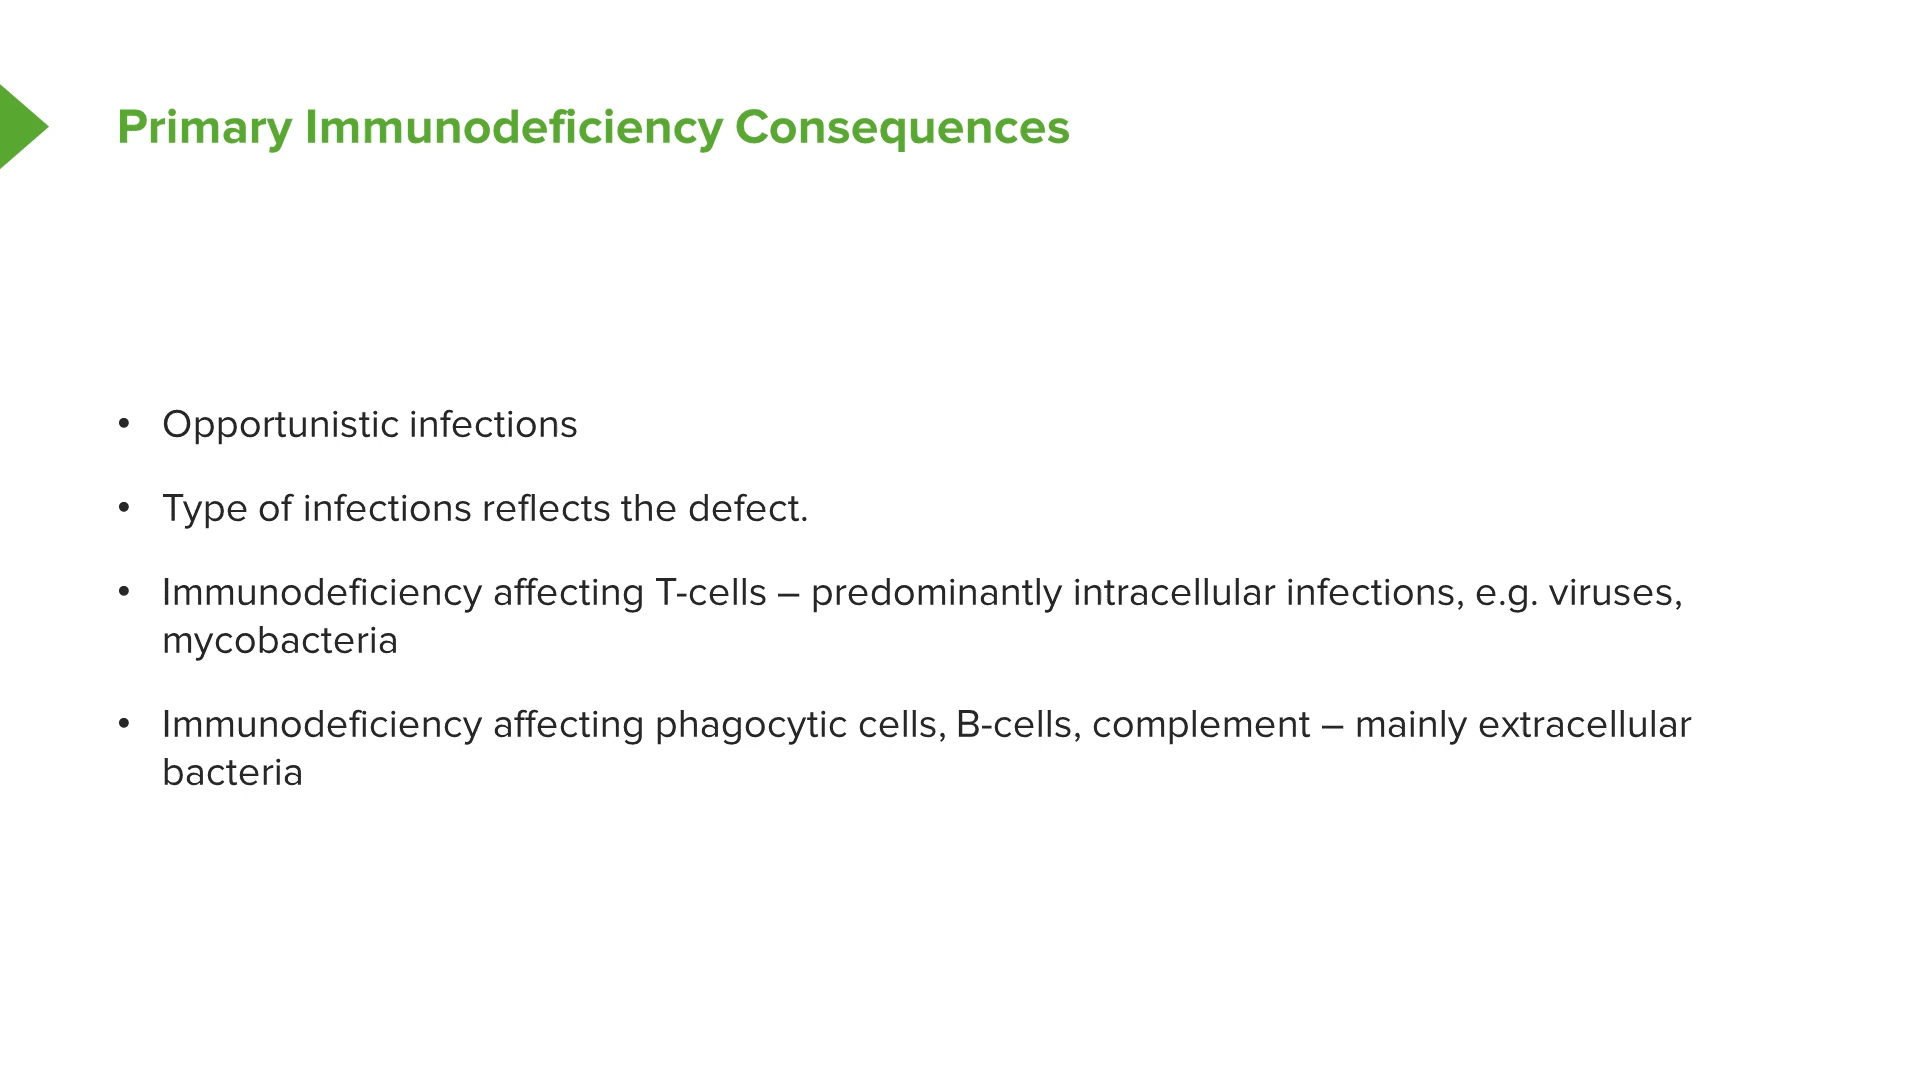 Primary Immunodeficiency Consequences
• Opportunistic infections
• Type of infections reflects the defect.
• Immunodeficiency affecting T-cells – predominantly intracellular infections, e.g. viruses,
mycobacteria
• Immunodeficiency affecting phagocytic cells, B-cells, complement – mainly extracellular
bacteria